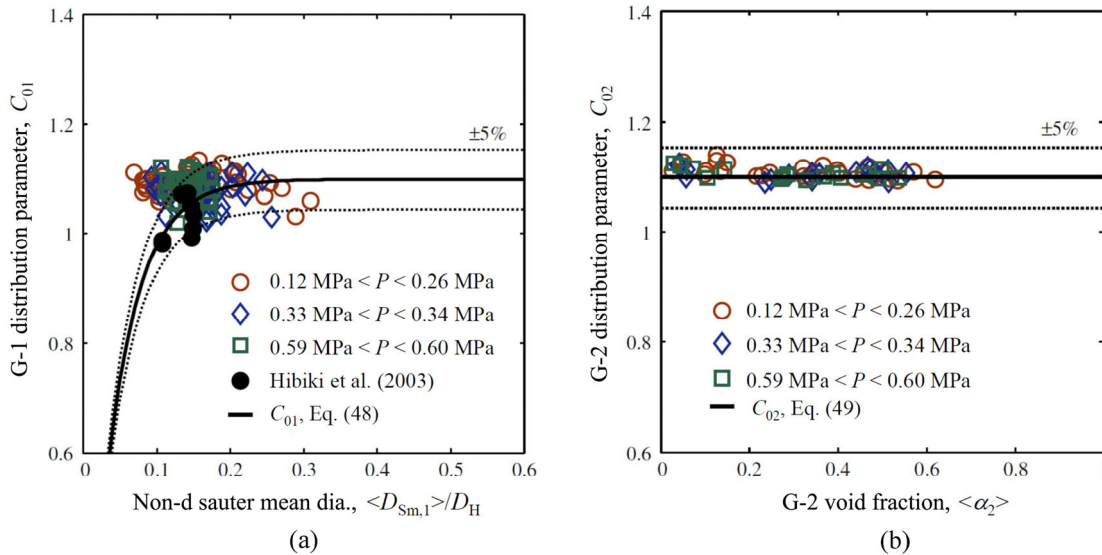 1.4
1.2
1
0.8
0.6
G-1 distribution parameter, C01
±5%
0.12 MPa < P < 0.26 MPa
0.33 MPa < P < 0.34 MPa
0.59 MPa < P < 0.60 MPa
Hibiki et al. (2003)
C01, Eq. (48)
0 0.1 0.2 0.3 0.4 0.5 0.6
Non-d sauter mean dia., <DSm,1>/DH
(a)
1.4
1.2
1
0.8
0.6
G-2 distribution parameter, C02
±5%
0.12 MPa < P < 0.26 MPa
0.33 MPa < P < 0.34 MPa
0.59 MPa < P < 0.60 MPa
C02, Eq. (49)
0 0.2 0.4 0.6 0.8
G-2 void fraction, <α2>
(b)